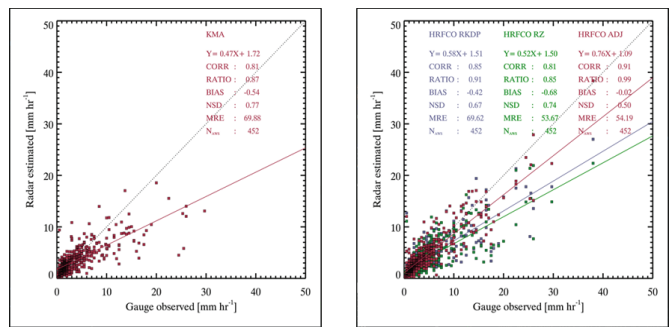 KMA
Y= 0.47X+ 1.72
CORR : 0.81
RATIO : 0.87
BIAS : -0.54
NSD : 0.77
MRE : 69.88
Nₐwₛ : 452
50
40
30
20
10
0
0 10 20 30 40 50
Radar estimated [mm hr⁻¹]
Gauge observed [mm hr⁻¹]
HRFCO RKDP HRFCO RZ HRFCO ADJ
Y= 0.58X+ 1.51 Y= 0.52X+ 1.50 Y= 0.76X+ 1.09
CORR : 0.85 CORR : 0.81 CORR : 0.91
RATIO : 0.91 RATIO : 0.85 RATIO : 0.99
BIAS : -0.42 BIAS : -0.68 BIAS : -0.02
NSD : 0.67 NSD : 0.74 NSD : 0.50
MRE : 69.62 MRE : 53.67 MRE : 54.19
Nₐwₛ : 452 Nₐwₛ : 452 Nₐwₛ : 452
50
40
30
20
10
0
0 10 20 30 40 50
Radar estimated [mm hr⁻¹]
Gauge observed [mm hr⁻¹]